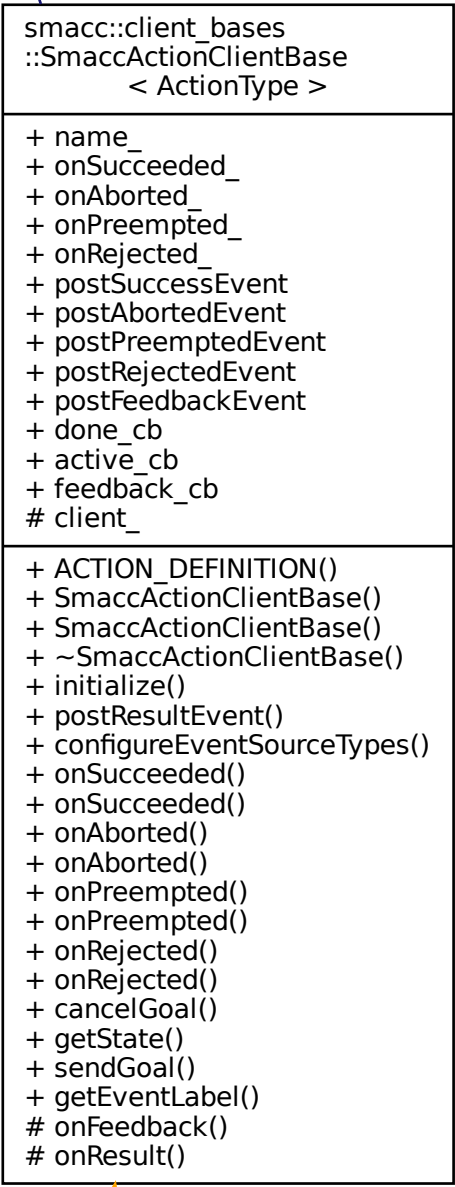 smacc::client_bases
::SmaccActionClientBase
< ActionType >
+ name_
+ onSucceeded_
+ onAborted_
+ onPreempted_
+ onRejected_
+ postSuccessEvent
+ postAbortedEvent
+ postPreemptedEvent
+ postRejectedEvent
+ postFeedbackEvent
+ done_cb
+ active_cb
+ feedback_cb
# client_
+ ACTION_DEFINITION()
+ SmaccActionClientBase()
+ SmaccActionClientBase()
+ ~SmaccActionClientBase()
+ initialize()
+ postResultEvent()
+ configureEventSourceTypes()
+ onSucceeded()
+ onSucceeded()
+ onAborted()
+ onAborted()
+ onPreempted()
+ onPreempted()
+ onRejected()
+ onRejected()
+ cancelGoal()
+ getState()
+ sendGoal()
+ getEventLabel()
# onFeedback()
# onResult()